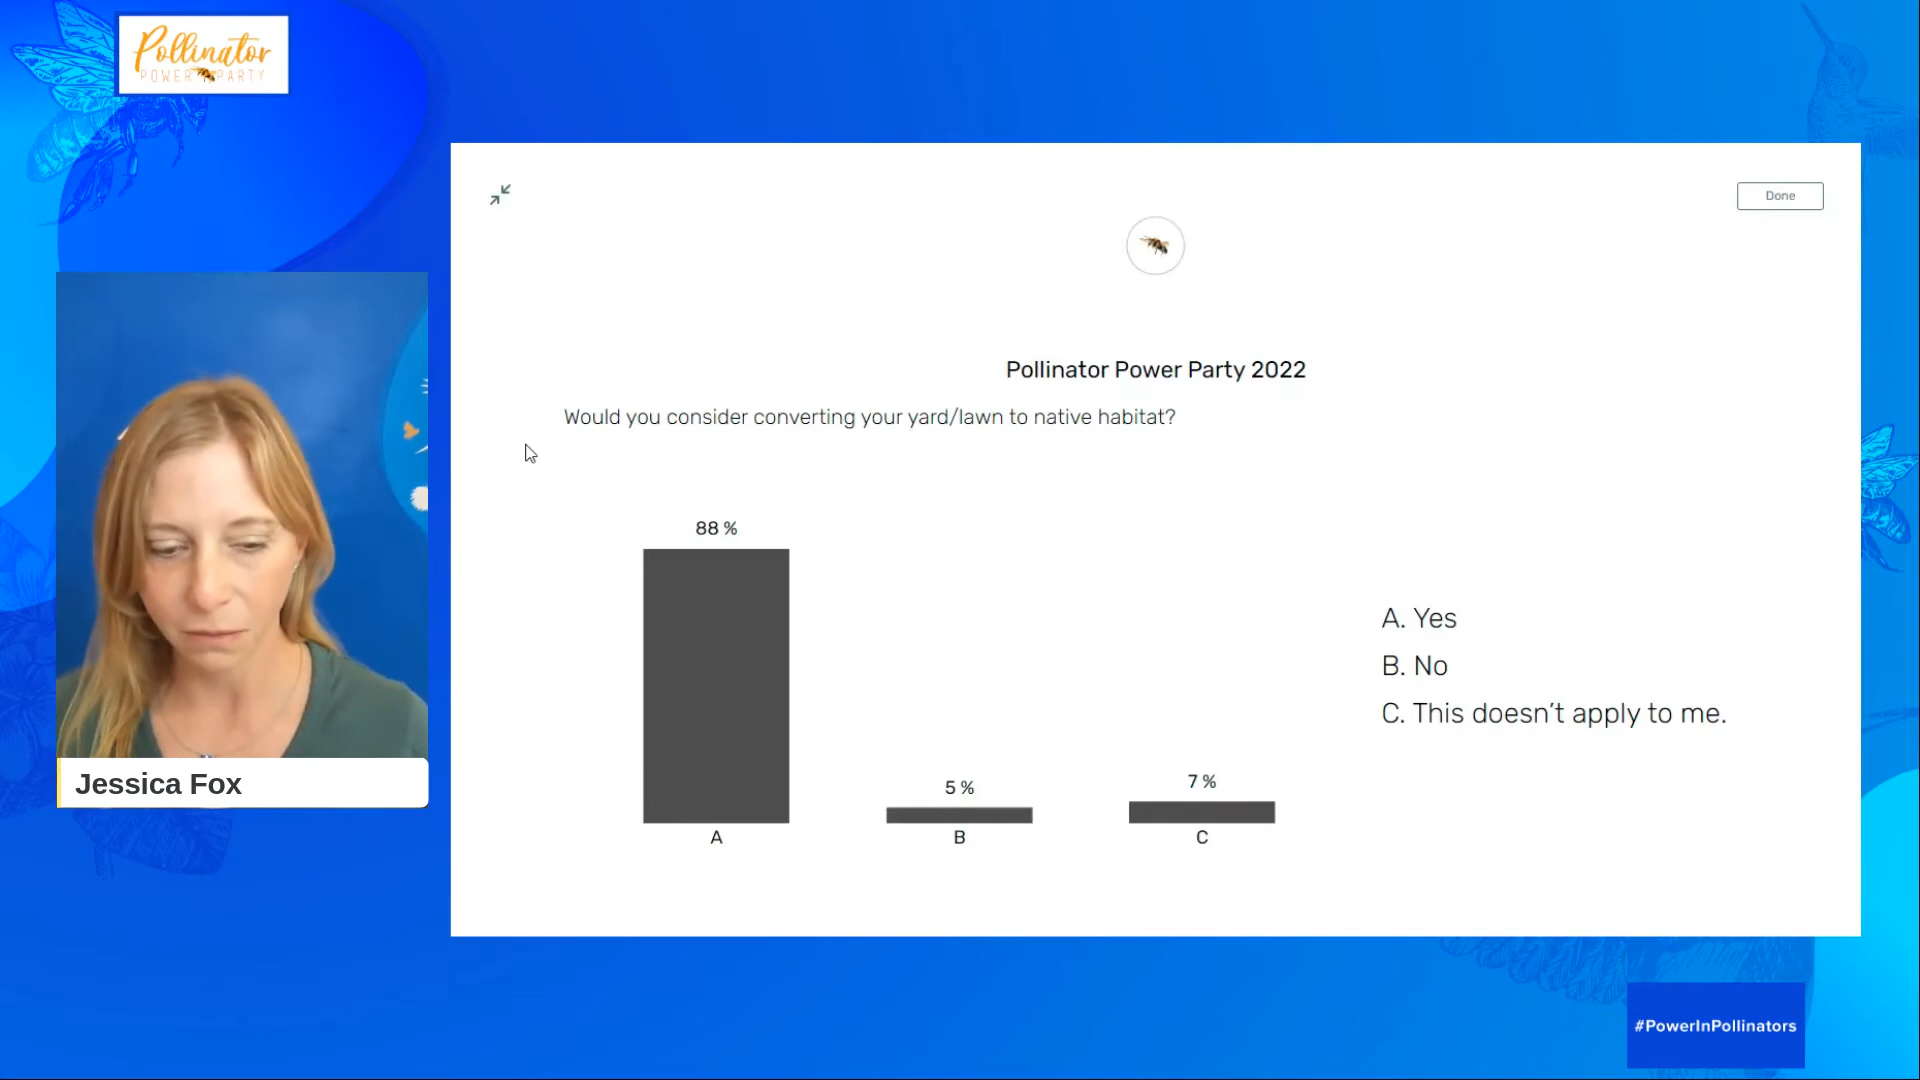 Pollinator
POWER PARTY
Done
Pollinator Power Party 2022
Would you consider converting your yard/lawn to native habitat?
88 %
5 %
7 %
A
B
C
A. Yes
B. No
C. This doesn't apply to me.
Jessica Fox
#PowerInPollinators